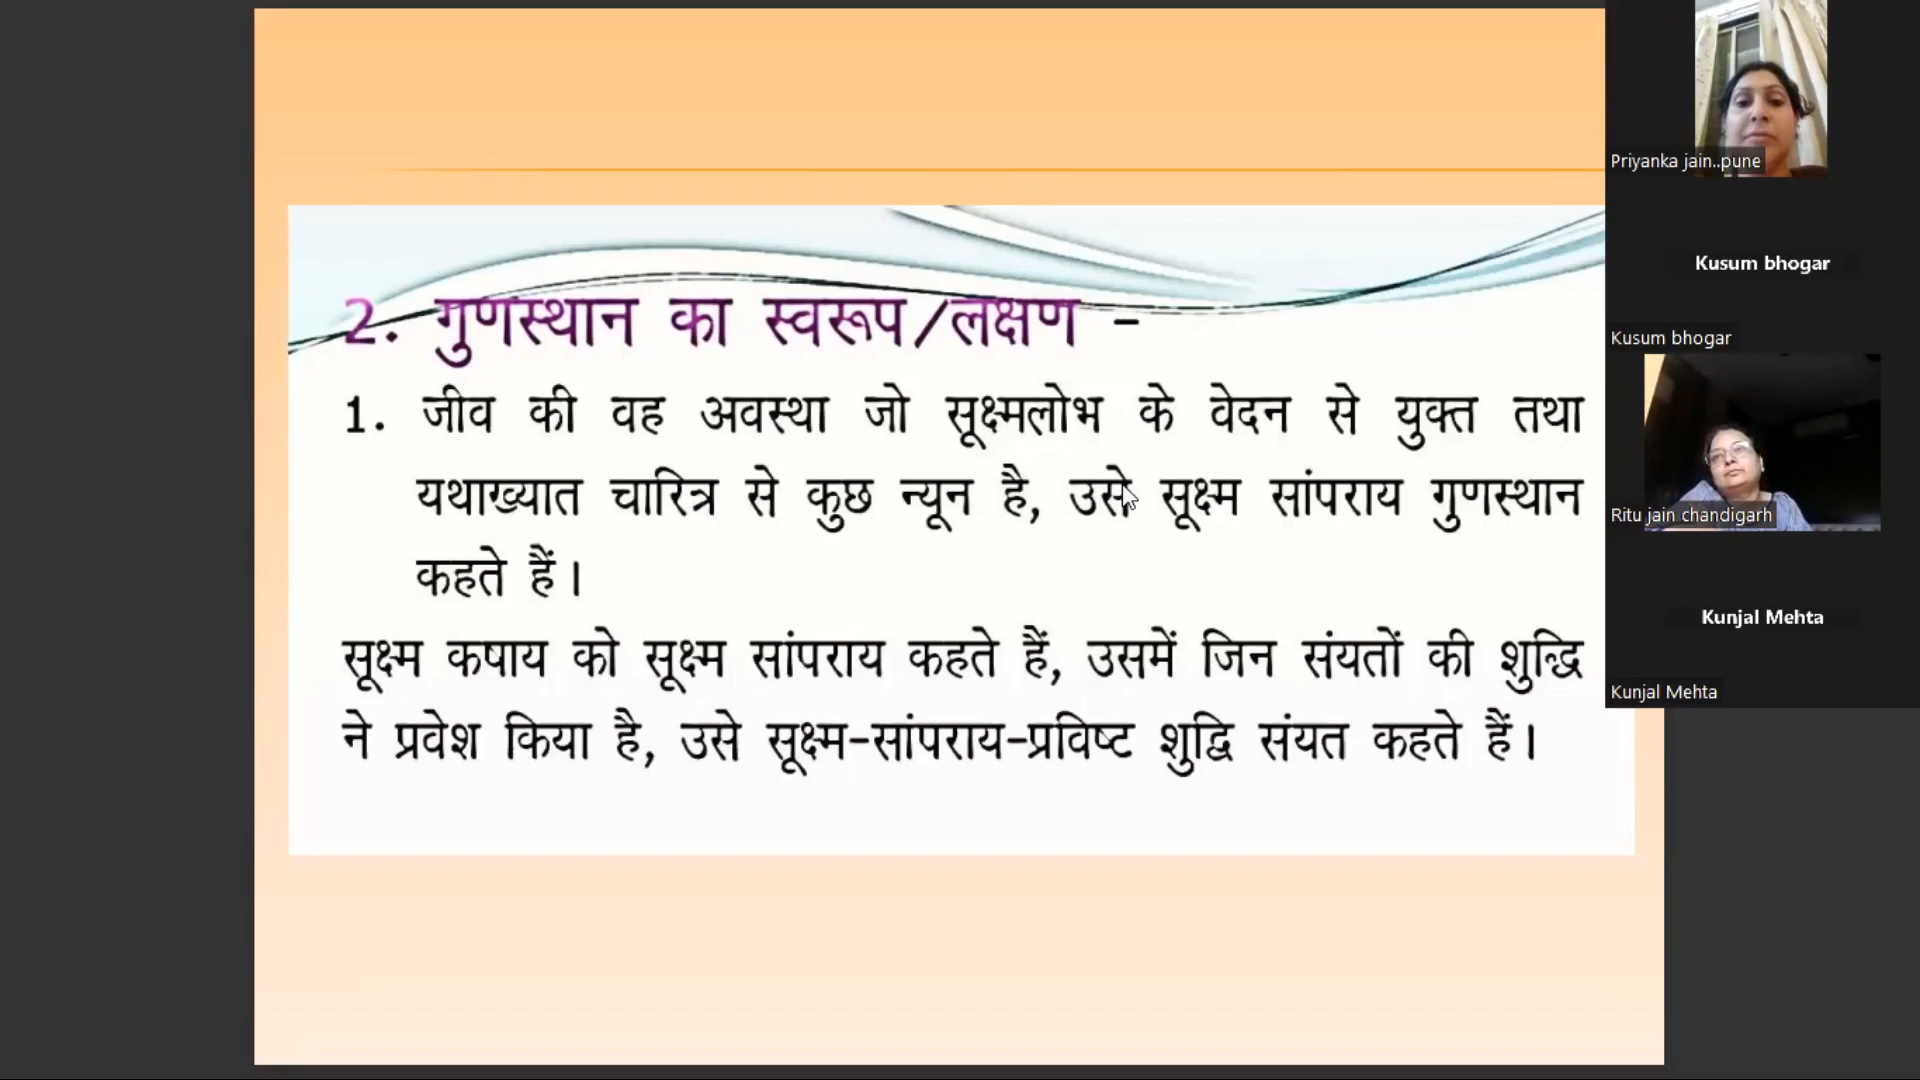 2. गुणस्थान का स्वरूप/लक्षण -
1. जीव की वह अवस्था जो सूक्ष्मलोभ के वेदन से युक्त तथा
यथाख्यात चारित्र से कुछ न्यून है, उसे सूक्ष्म सांपराय गुणस्थान
कहते हैं।
सूक्ष्म कषाय को सूक्ष्म सांपराय कहते हैं, उसमें जिन संयतों की शुद्धि
ने प्रवेश किया है, उसे सूक्ष्म-सांपराय-प्रविष्ट शुद्वि संयत कहते हैं।
Priyanka jain..pune
Kusum bhogar
Kusum bhogar
Ritu jain chandigarh
Kunjal Mehta
Kunjal Mehta